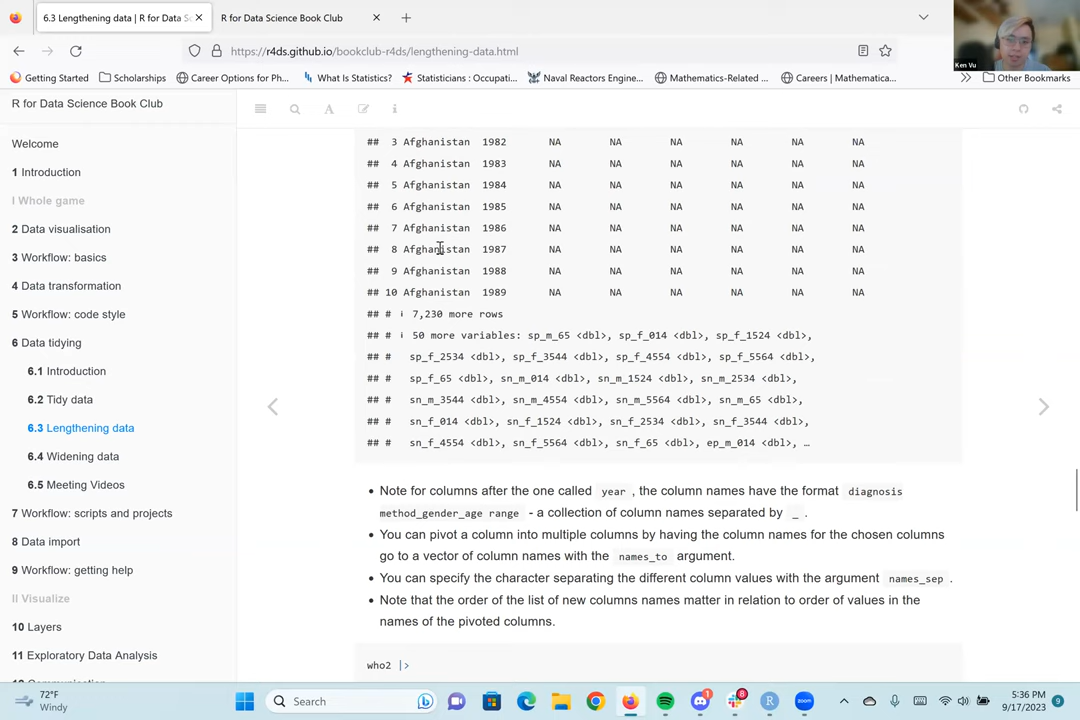 6.3 Lengthening data | R for Data Sc
R for Data Science Book Club
https://r4ds.github.io/bookclub-r4ds/lengthening-data.html
Ken Vu
Getting Started
Scholarships
Career Options for Ph...
What Is Statistics?
Statisticians : Occupati...
Naval Reactors Engine...
Mathematics-Related ...
Careers | Mathematica...
Other Bookmarks
R for Data Science Book Club
Welcome
1 Introduction
I Whole game
2 Data visualisation
3 Workflow: basics
4 Data transformation
5 Workflow: code style
6 Data tidying
6.1 Introduction
6.2 Tidy data
6.3 Lengthening data
6.4 Widening data
6.5 Meeting Videos
7 Workflow: scripts and projects
8 Data import
9 Workflow: getting help
II Visualize
10 Layers
11 Exploratory Data Analysis
## 3 Afghanistan 1982 NA NA NA NA NA NA
## 4 Afghanistan 1983 NA NA NA NA NA NA
## 5 Afghanistan 1984 NA NA NA NA NA NA
## 6 Afghanistan 1985 NA NA NA NA NA NA
## 7 Afghanistan 1986 NA NA NA NA NA NA
## 8 Afghanistan 1987 NA NA NA NA NA NA
## 9 Afghanistan 1988 NA NA NA NA NA NA
## 10 Afghanistan 1989 NA NA NA NA NA NA
## # i 7,230 more rows
## # i 50 more variables: sp_m_65 <dbl>, sp_f_014 <dbl>, sp_f_1524 <dbl>,
## # sp_f_2534 <dbl>, sp_f_3544 <dbl>, sp_f_4554 <dbl>, sp_f_5564 <dbl>,
## # sp_f_65 <dbl>, sn_m_014 <dbl>, sn_m_1524 <dbl>, sn_m_2534 <dbl>,
## # sn_m_3544 <dbl>, sn_m_4554 <dbl>, sn_m_5564 <dbl>, sn_m_65 <dbl>,
## # sn_f_014 <dbl>, sn_f_1524 <dbl>, sn_f_2534 <dbl>, sn_f_3544 <dbl>,
## # sn_f_4554 <dbl>, sn_f_5564 <dbl>, sn_f_65 <dbl>, ep_m_014 <dbl>, …
• Note for columns after the one called year , the column names have the format diagnosis
method_gender_age range - a collection of column names separated by _ .
• You can pivot a column into multiple columns by having the column names for the chosen columns
go to a vector of column names with the names_to argument.
• You can specify the character separating the different column values with the argument names_sep .
• Note that the order of the list of new columns names matter in relation to order of values in the
names of the pivoted columns.
who2 |>
72°F
Windy
Search
1
8
5:36 PM
9/17/2023
9